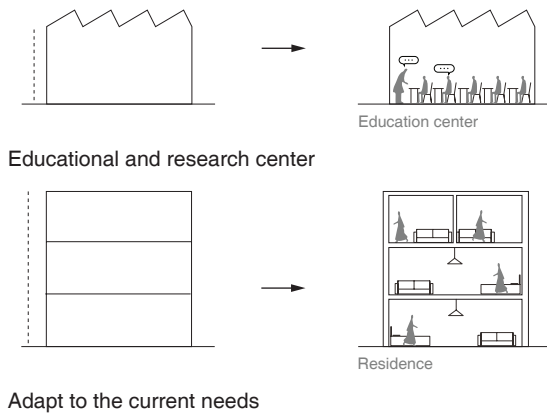 Education center
Educational and research center
Residence
Adapt to the current needs